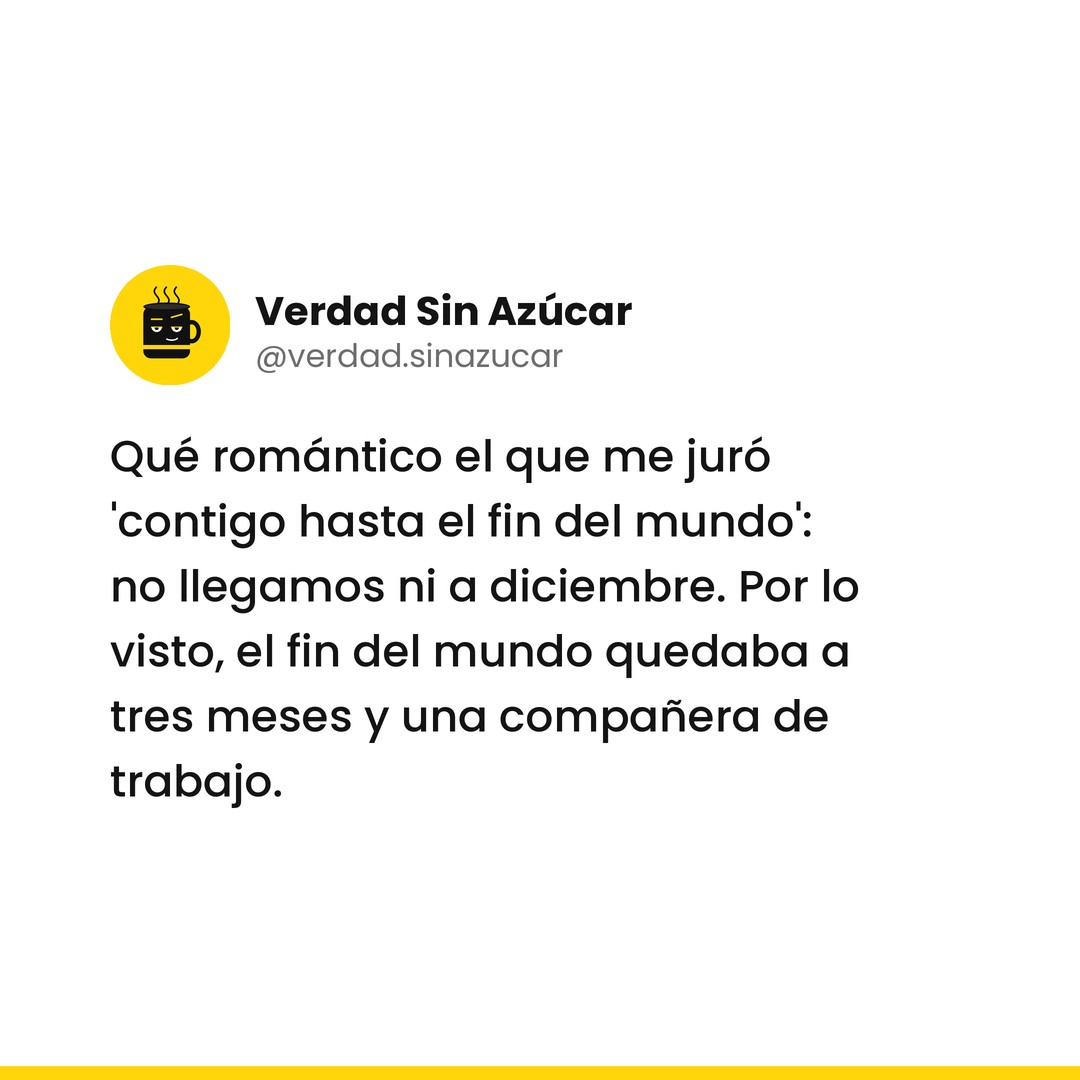 Verdad Sin Azúcar
@verdad.sinazucar
Qué romántico el que me juró
'contigo hasta el fin del mundo':
no llegamos ni a diciembre. Por lo
visto, el fin del mundo quedaba a
tres meses y una compañera de
trabajo.